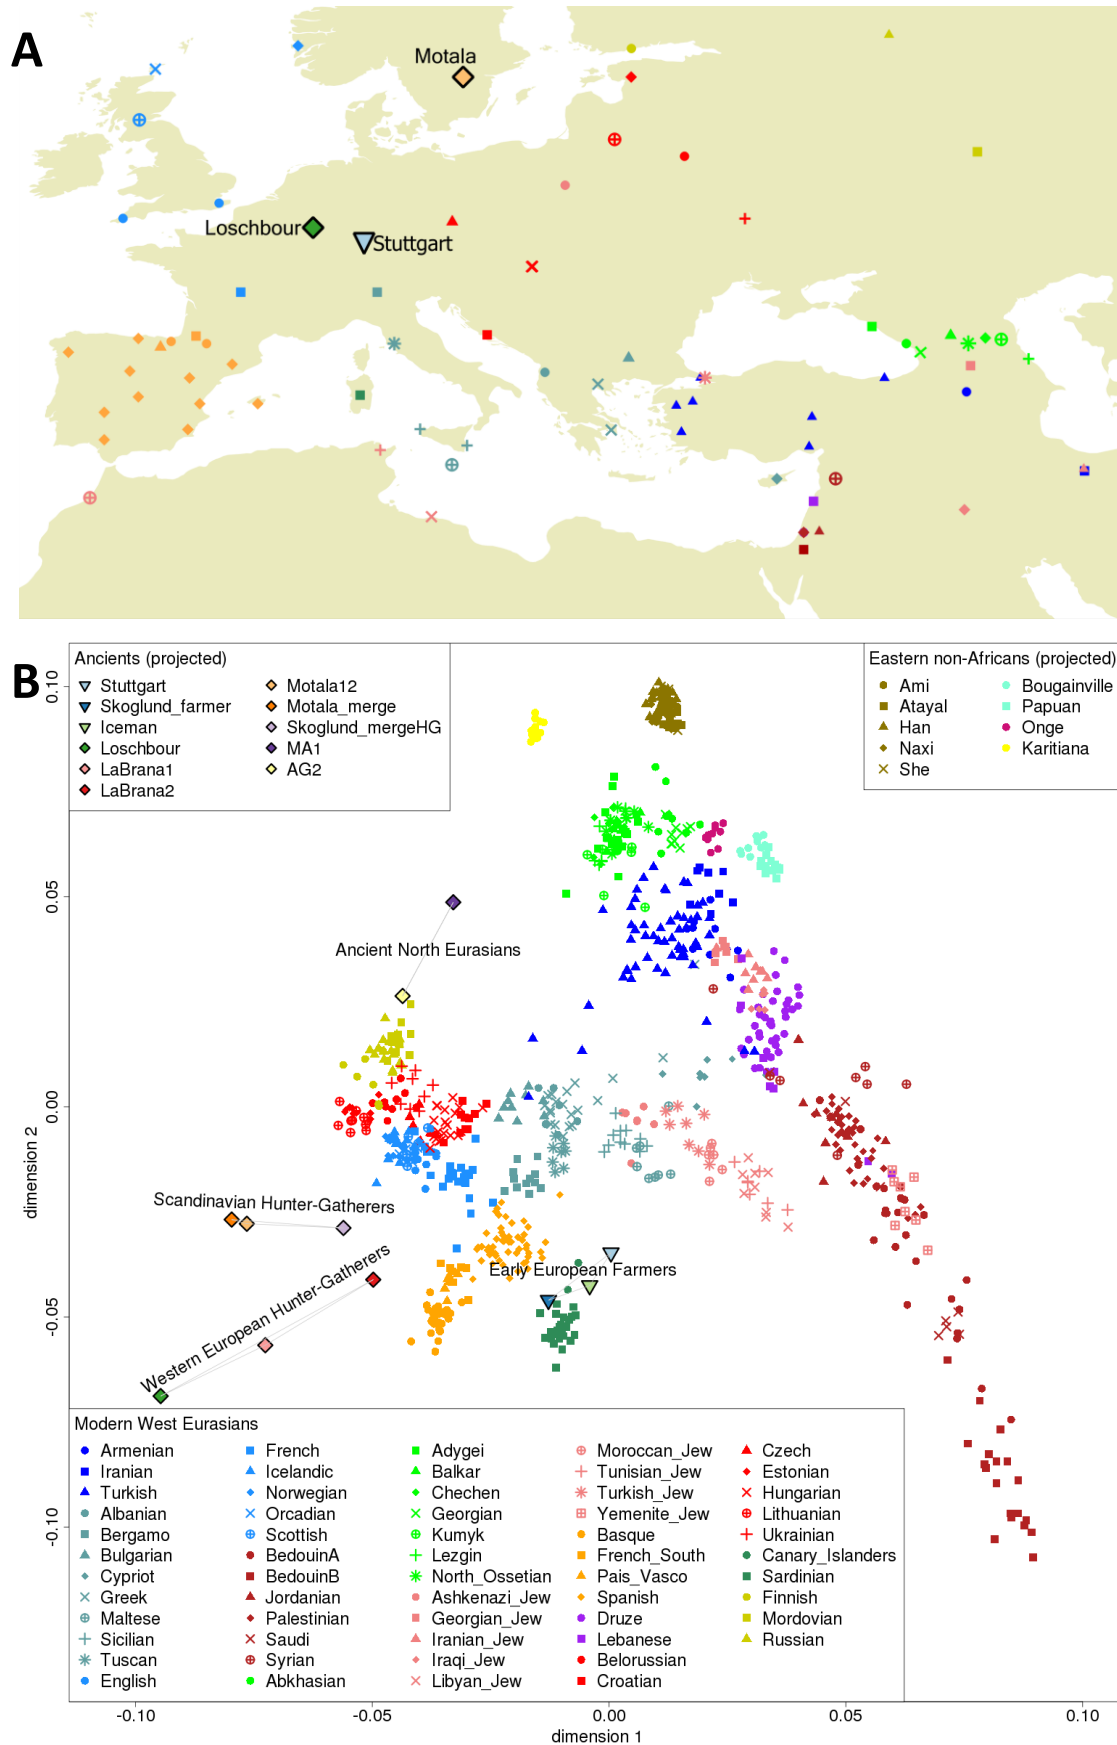 A
Motala
Loschbour
Stuttgart
B
Ancients (projected)
Stuttgart
Skoglund_farmer
Iceman
Loschbour
LaBrana1
LaBrana2
Motala12
Motala_merge
Skoglund_mergeHG
MA1
AG2
Eastern non-Africans (projected)
Ami
Atayal
Han
Naxi
She
Bougainville
Papuan
Onge
Karitiana
Ancient North Eurasians
Scandinavian Hunter-Gatherers
Western European Hunter-Gatherers
Early European Farmers
Modern West Eurasians
Armenian
Iranian
Turkish
Albanian
Bergamo
Bulgarian
Cypriot
Greek
Maltese
Sicilian
Tuscan
English
French
Icelandic
Norwegian
Orcadian
Scottish
BedouinA
BedouinB
Jordanian
Palestinian
Saudi
Syrian
Abkhasian
Adygei
Balkar
Chechen
Georgian
Kumyk
Lezgin
North_Ossetian
Ashkenazi_Jew
Georgian_Jew
Iranian_Jew
Iraqi_Jew
Libyan_Jew
Moroccan_Jew
Tunisian_Jew
Turkish_Jew
Yemenite_Jew
Basque
French_South
Pais_Vasco
Spanish
Druze
Lebanese
Belorussian
Croatian
Czech
Estonian
Hungarian
Lithuanian
Ukrainian
Canary_Islanders
Sardinian
Finnish
Mordovian
Russian
0.10
0.05
0.00
-0.05
-0.10
dimension 2
-0.10
-0.05
0.00
0.05
0.10
dimension 1